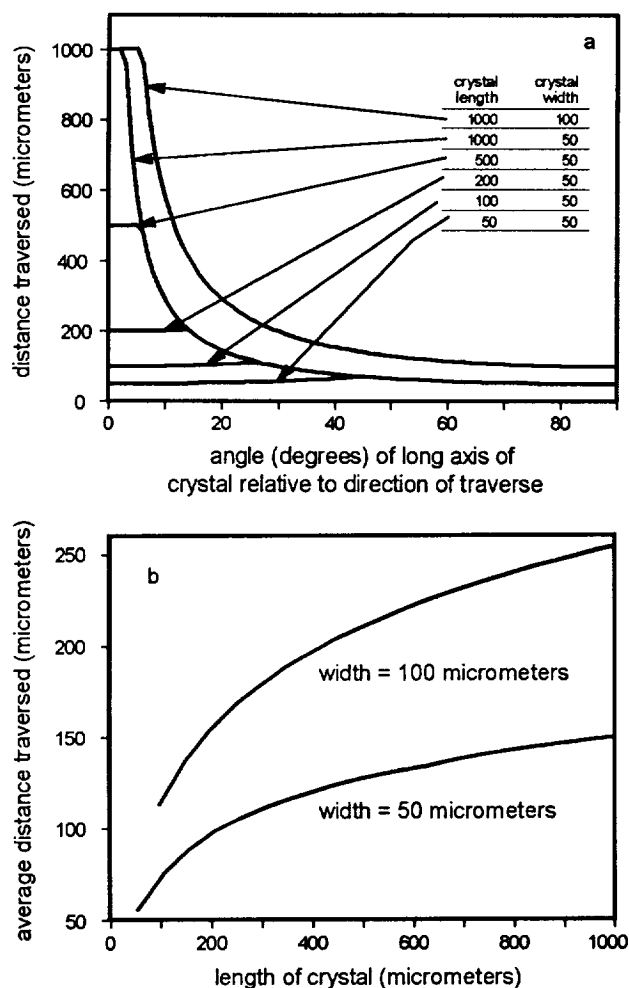 a
distance traversed (micrometers)
1000
800
600
400
200
0
crystal length crystal width
1000 100
1000 50
500 50
200 50
100 50
50 50
0 20 40 60 80
angle (degrees) of long axis of
crystal relative to direction of traverse
b
average distance traversed (micrometers)
250
200
150
100
50
width = 100 micrometers
width = 50 micrometers
0 200 400 600 800 1000
length of crystal (micrometers)